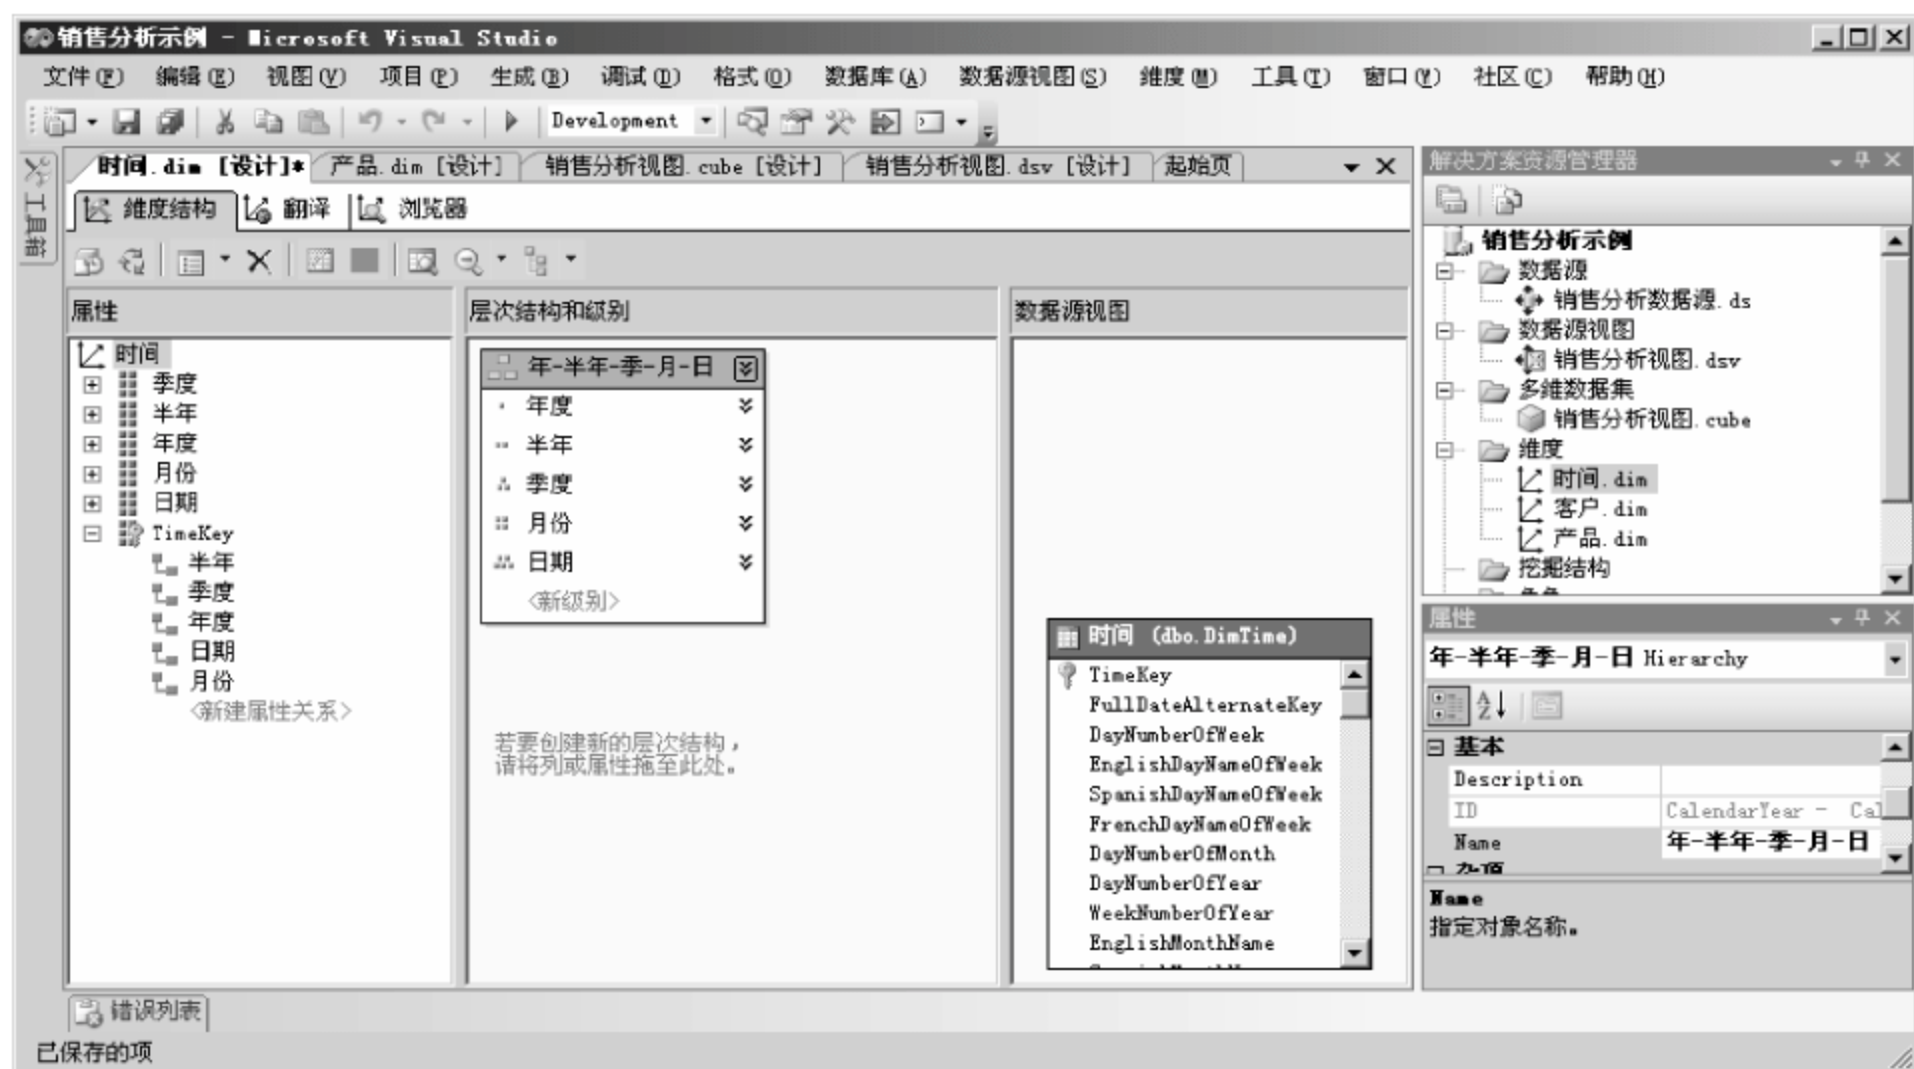 销售分析示例 - Microsoft Visual Studio
文件(F) 编辑(E) 视图(V) 项目(P) 生成(B) 调试(D) 格式(O) 数据库(A) 数据源视图(S) 维度(M) 工具(T) 窗口(W) 社区(C) 帮助(H)
Development
工具箱
时间.dim [设计]* 产品.dim [设计] 销售分析视图.cube [设计] 销售分析视图.dsv [设计] 起始页
维度结构 翻译 浏览器
属性
时间
季度
半年
年度
月份
日期
TimeKey
半年
季度
年度
日期
月份
<新建属性关系>
层次结构和级别
年-半年-季-月-日
年度
半年
季度
月份
日期
<新级别>
若要创建新的层次结构，
请将列或属性拖至此处。
数据源视图
时间 (dbo.DimTime)
TimeKey
FullDateAlternateKey
DayNumberOfWeek
EnglishDayNameOfWeek
SpanishDayNameOfWeek
FrenchDayNameOfWeek
DayNumberOfMonth
DayNumberOfYear
WeekNumberOfYear
EnglishMonthName
解决方案资源管理器
销售分析示例
数据源
销售分析数据源.ds
数据源视图
销售分析视图.dsv
多维数据集
销售分析视图.cube
维度
时间.dim
客户.dim
产品.dim
挖掘结构
属性
年-半年-季-月-日 Hierarchy
基本
Description
ID CalendarYear - Cal
Name 年-半年-季-月-日
杂项
Name
指定对象名称。
错误列表
已保存的项